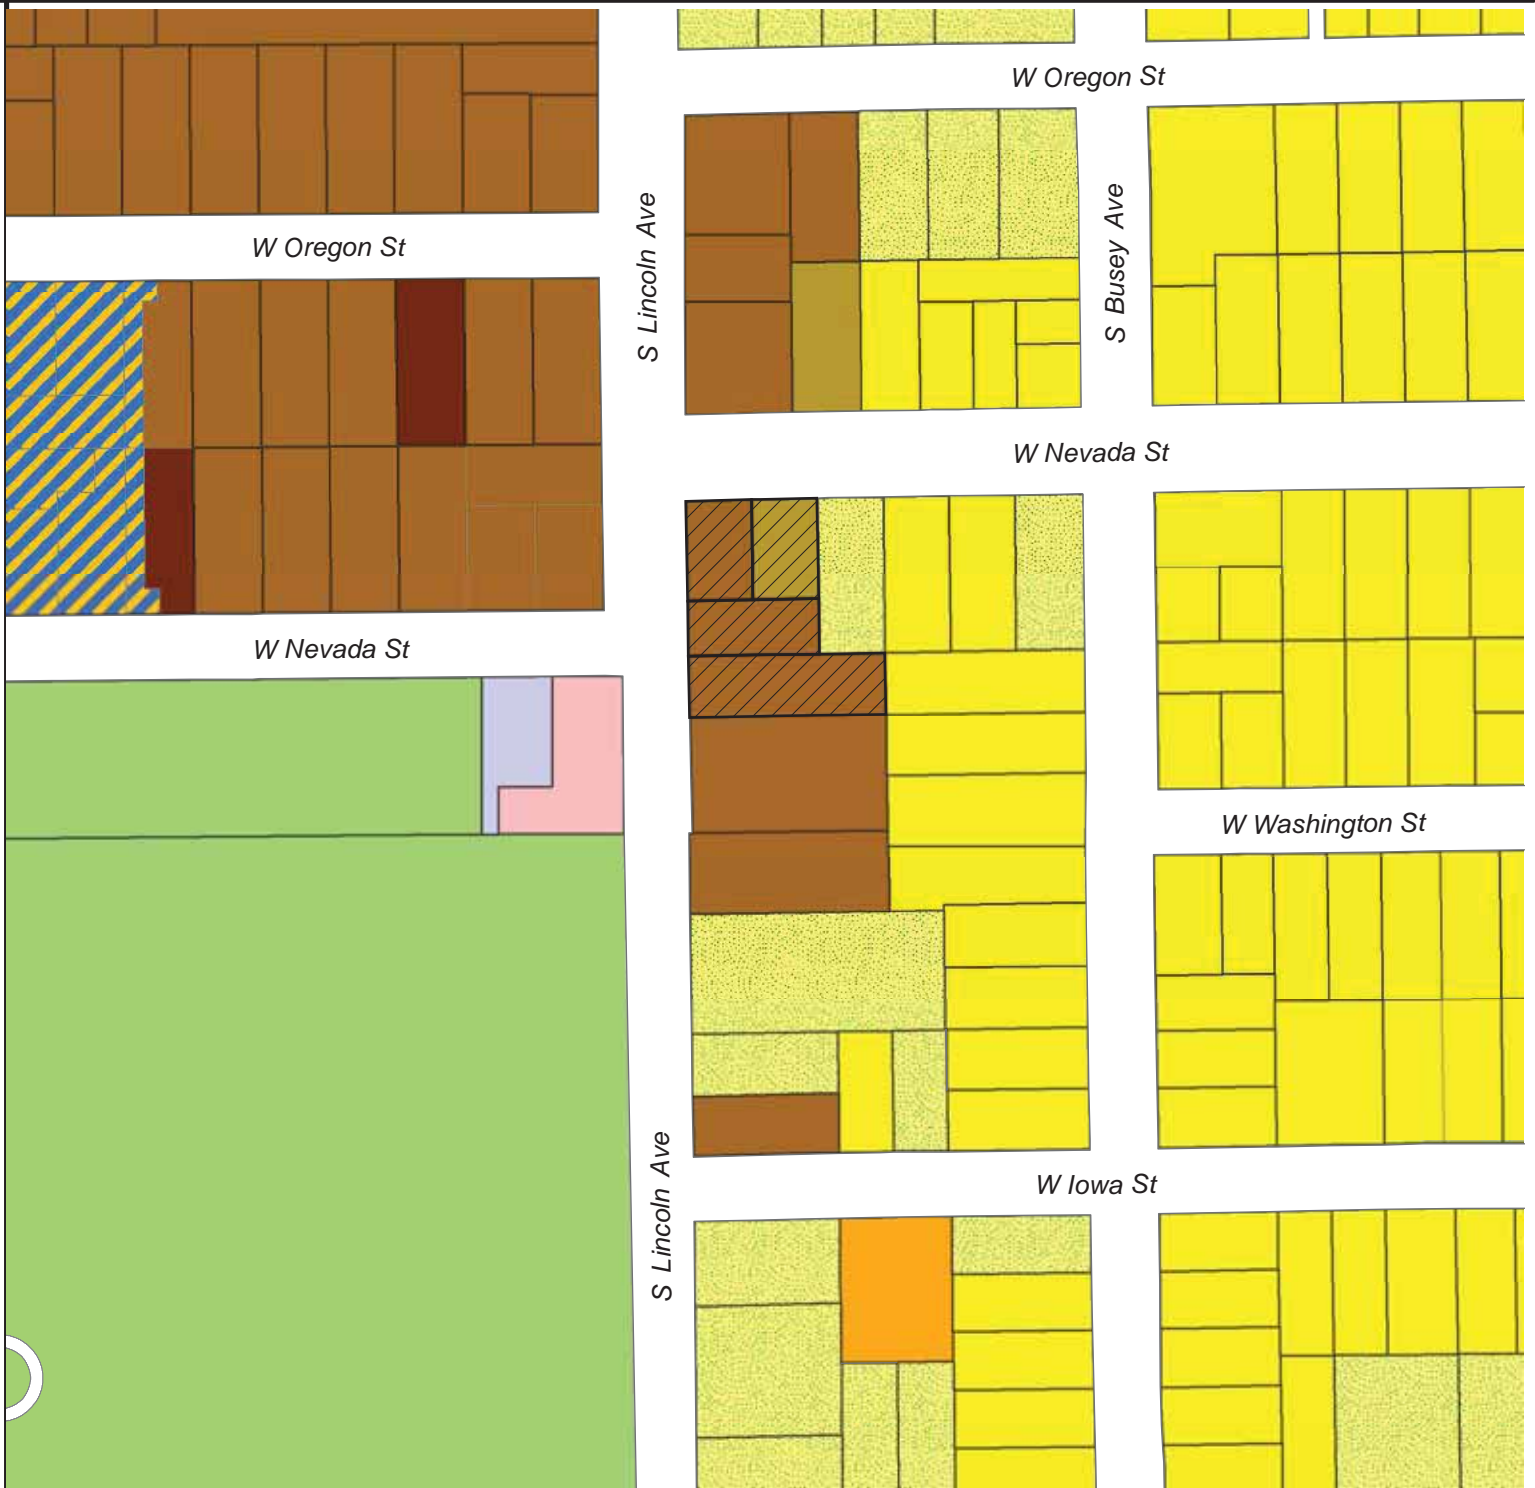 W Oregon St
W Oregon St
S Lincoln Ave
S Busey Ave
W Nevada St
W Nevada St
W Washington St
S Lincoln Ave
W Iowa St